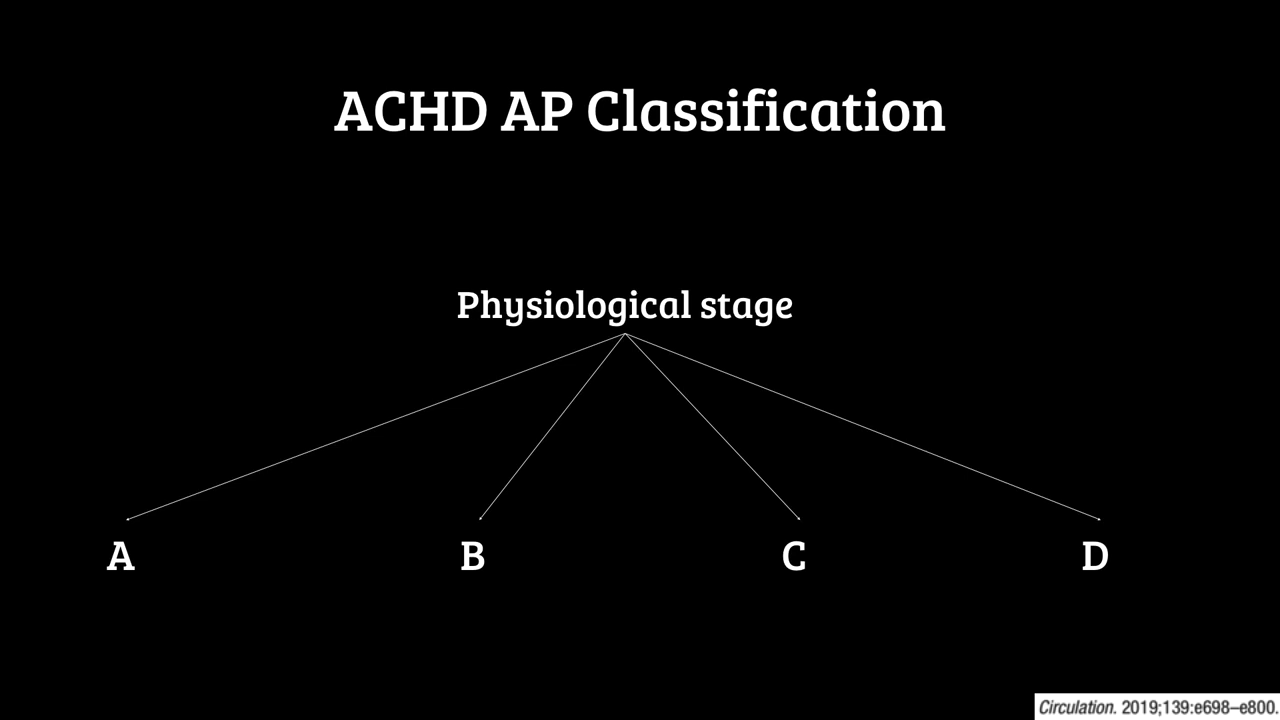 ACHD AP Classification
Physiological stage
A B C D
Circulation. 2019;139:e698–e800.